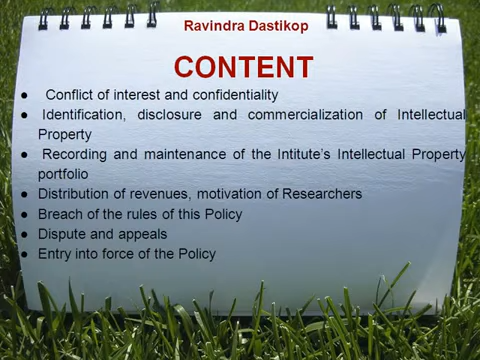 Ravindra Dastikop
CONTENT
● Conflict of interest and confidentiality
● Identification, disclosure and commercialization of Intellectual
Property
● Recording and maintenance of the Intitute’s Intellectual Property
portfolio
● Distribution of revenues, motivation of Researchers
● Breach of the rules of this Policy
● Dispute and appeals
● Entry into force of the Policy